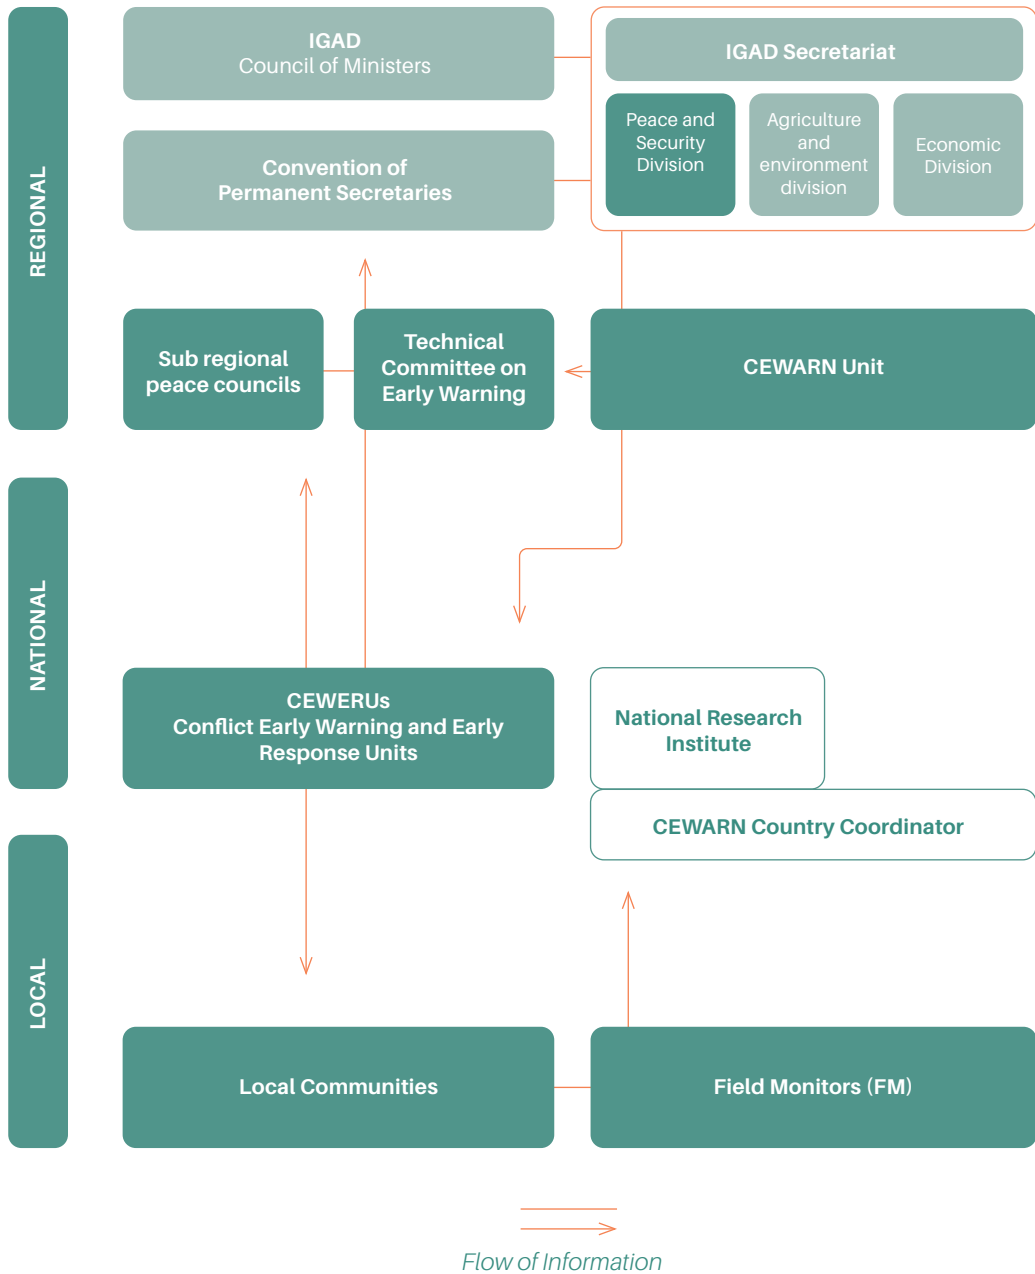 REGIONAL
IGAD
Council of Ministers
IGAD Secretariat
Peace and
Security
Division
Agriculture
and
environment
division
Economic
Division
Convention of
Permanent Secretaries
Sub regional
peace councils
Technical
Committee on
Early Warning
CEWARN Unit
NATIONAL
CEWERUs
Conflict Early Warning and Early
Response Units
National Research
Institute
CEWARN Country Coordinator
LOCAL
Local Communities
Field Monitors (FM)
Flow of Information